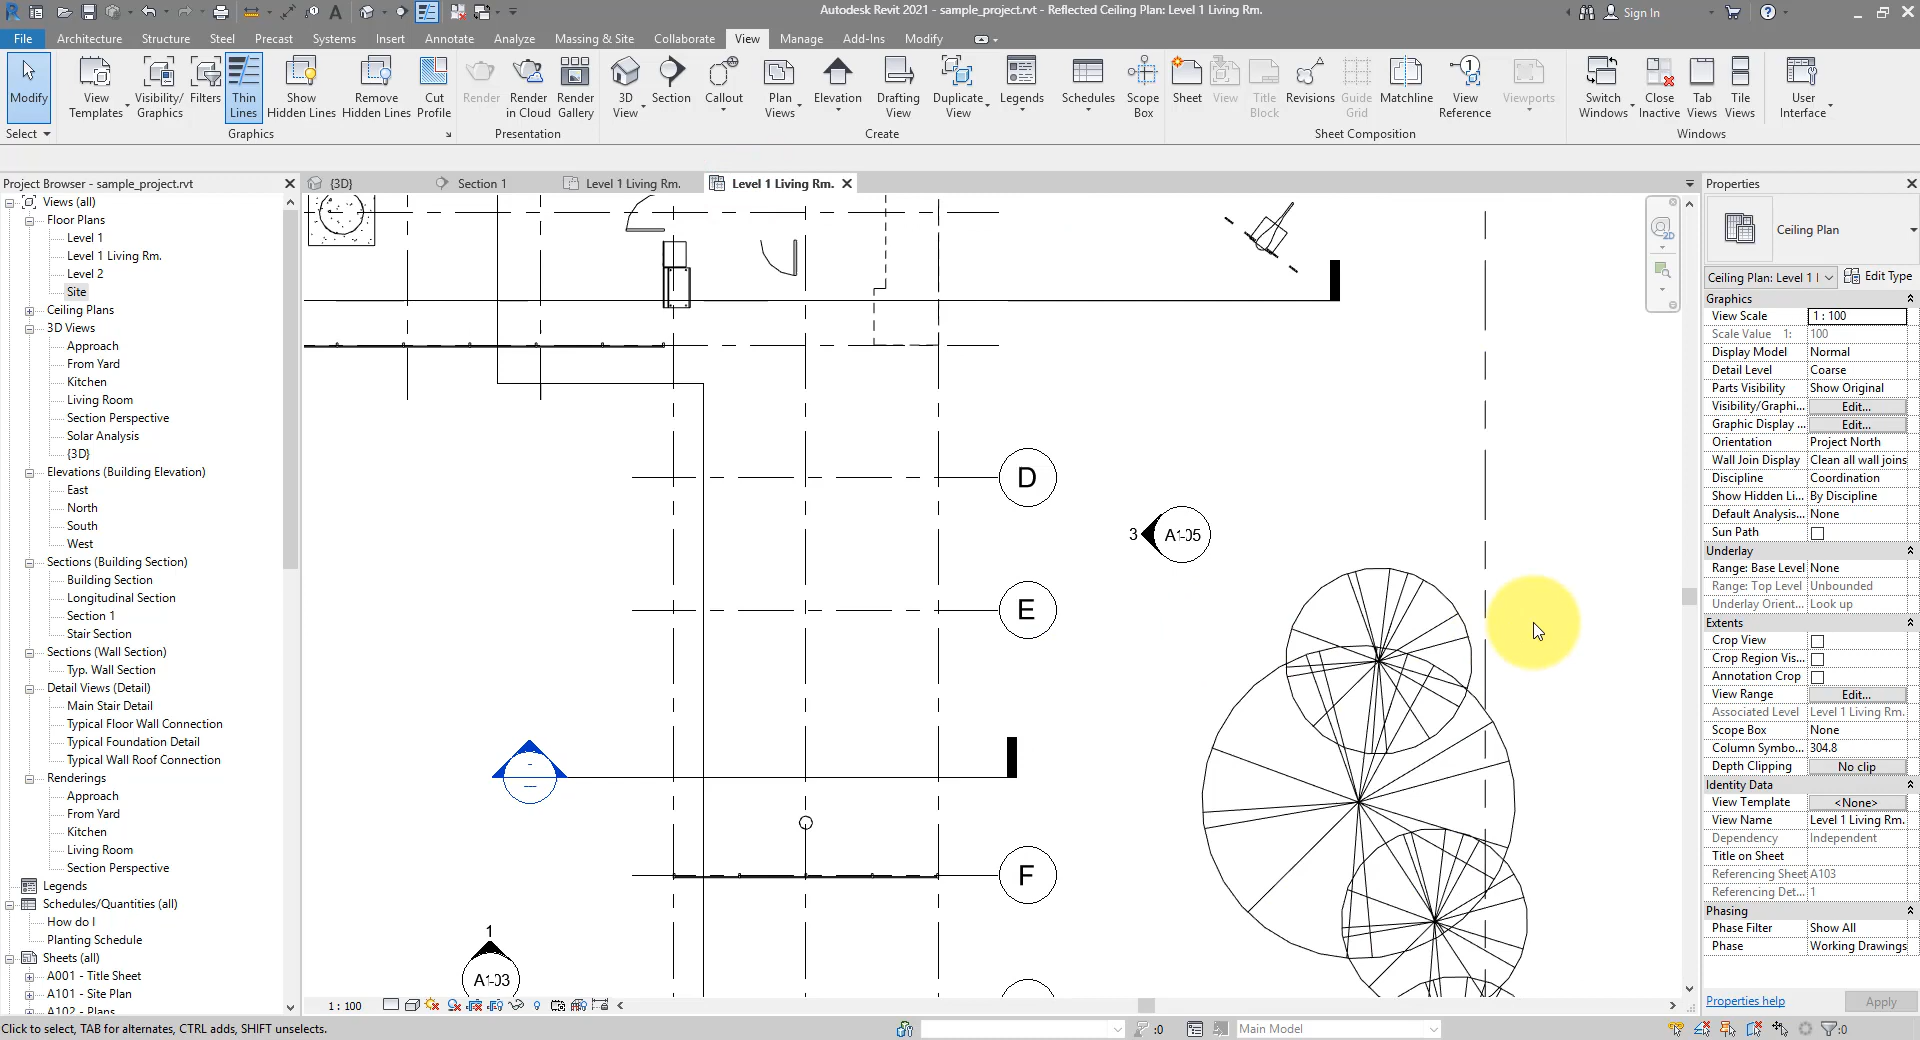 Autodesk Revit 2021 - sample_project.rvt - Reflected Ceiling Plan: Level 1 Living Rm.
Sign In
File Architecture Structure Steel Precast Systems Insert Annotate Analyze Massing & Site Collaborate View Manage Add-Ins Modify
Modify
View Templates
Visibility/ Graphics
Filters
Thin Lines
Show Hidden Lines
Remove Hidden Lines
Cut Profile
Render
Render in Cloud
Render Gallery
3D View
Section
Callout
Plan Views
Elevation
Drafting View
Duplicate View
Legends
Schedules
Scope Box
Sheet
View
Title Block
Revisions
Guide Grid
Matchline
View Reference
Viewports
Switch Windows
Close Inactive
Tab Views
Tile Views
User Interface
Select
Graphics
Presentation
Create
Sheet Composition
Windows
Project Browser - sample_project.rvt
Views (all)
Floor Plans
Level 1
Level 1 Living Rm.
Level 2
Site
Ceiling Plans
3D Views
Approach
From Yard
Kitchen
Living Room
Section Perspective
Solar Analysis
{3D}
Elevations (Building Elevation)
East
North
South
West
Sections (Building Section)
Building Section
Longitudinal Section
Section 1
Stair Section
Sections (Wall Section)
Typ. Wall Section
Detail Views (Detail)
Main Stair Detail
Typical Floor Wall Connection
Typical Foundation Detail
Typical Wall Roof Connection
Renderings
Approach
From Yard
Kitchen
Living Room
Section Perspective
Legends
Schedules/Quantities (all)
How do I
Planting Schedule
Sheets (all)
A001 - Title Sheet
A101 - Site Plan
A102 - Plans
{3D}
Section 1
Level 1 Living Rm.
Level 1 Living Rm.
2D
D
3 A105
E
F
1
A103
1 : 100
Properties
Ceiling Plan
Ceiling Plan: Level 1 l
Edit Type
Graphics
View Scale 1 : 100
Scale Value 1: 100
Display Model Normal
Detail Level Coarse
Parts Visibility Show Original
Visibility/Graphi... Edit...
Graphic Display ... Edit...
Orientation Project North
Wall Join Display Clean all wall joins
Discipline Coordination
Show Hidden Li... By Discipline
Default Analysis... None
Sun Path
Underlay
Range: Base Level None
Range: Top Level Unbounded
Underlay Orient... Look up
Extents
Crop View
Crop Region Vis...
Annotation Crop
View Range Edit...
Associated Level Level 1 Living Rm.
Scope Box None
Column Symbo... 304.8
Depth Clipping No clip
Identity Data
View Template <None>
View Name Level 1 Living Rm.
Dependency Independent
Title on Sheet
Referencing Sheet A103
Referencing Det... 1
Phasing
Phase Filter Show All
Phase Working Drawings
Properties help
Apply
Click to select, TAB for alternates, CTRL adds, SHIFT unselects.
:0
Main Model
:0